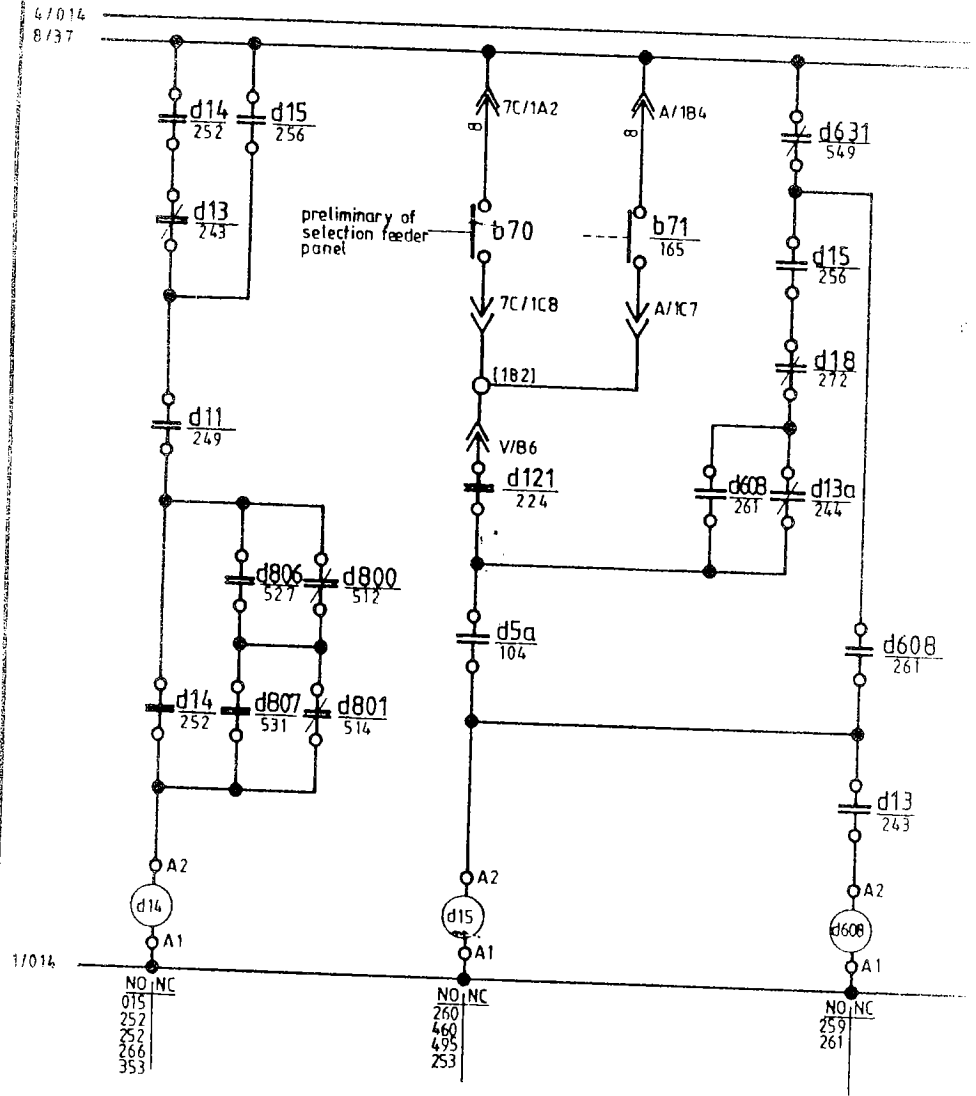 4/014
8/37
d14
252
d15
256
7C/1A2
8
A/1B4
8
d631
549
d13
243
preliminary of
selection feeder
panel
b70
b71
165
d15
256
7C/1C8
A/1C7
[1B2]
d18
272
d11
249
V/B6
d121
224
d608
261
d13a
244
d806
527
d800
512
d5a
104
d608
261
d14
252
d807
531
d801
514
d13
243
A2
A2
A2
d14
d15
d608
A1
A1
A1
1/014
NO NC
015
252
252
266
353
NO NC
260
460
495
253
NO NC
259
261